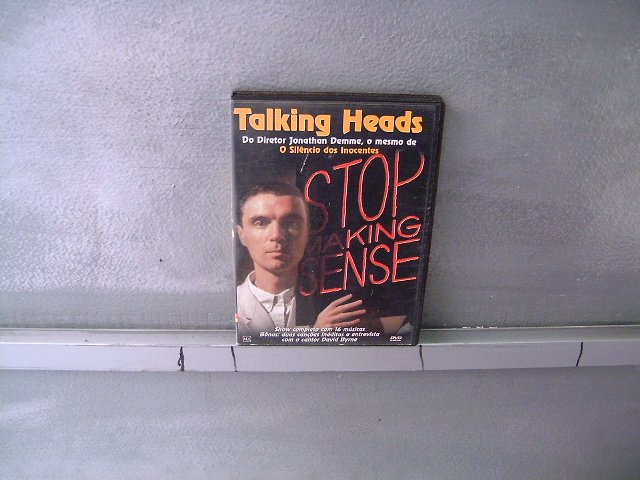 Talking Heads
Do Diretor Jonathan Demme, o mesmo de
O Silêncio dos Inocentes
STOP
MAKING
SENSE
Show completo com 16 músicas
Bônus: duas canções inéditas e entrevista
com o cantor David Byrne
DVD